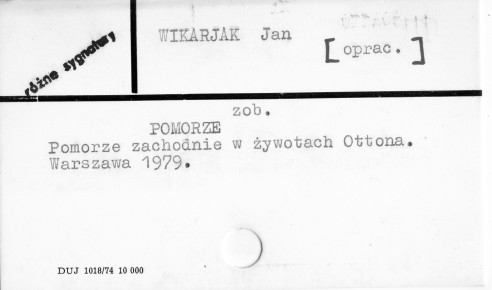 różne sygnatury
WIKARJAK Jan
[oprac.]
zob.
POMORZE
Pomorze zachodnie w żywotach Ottona.
Warszawa 1979.
DUJ 1018/74 10 000